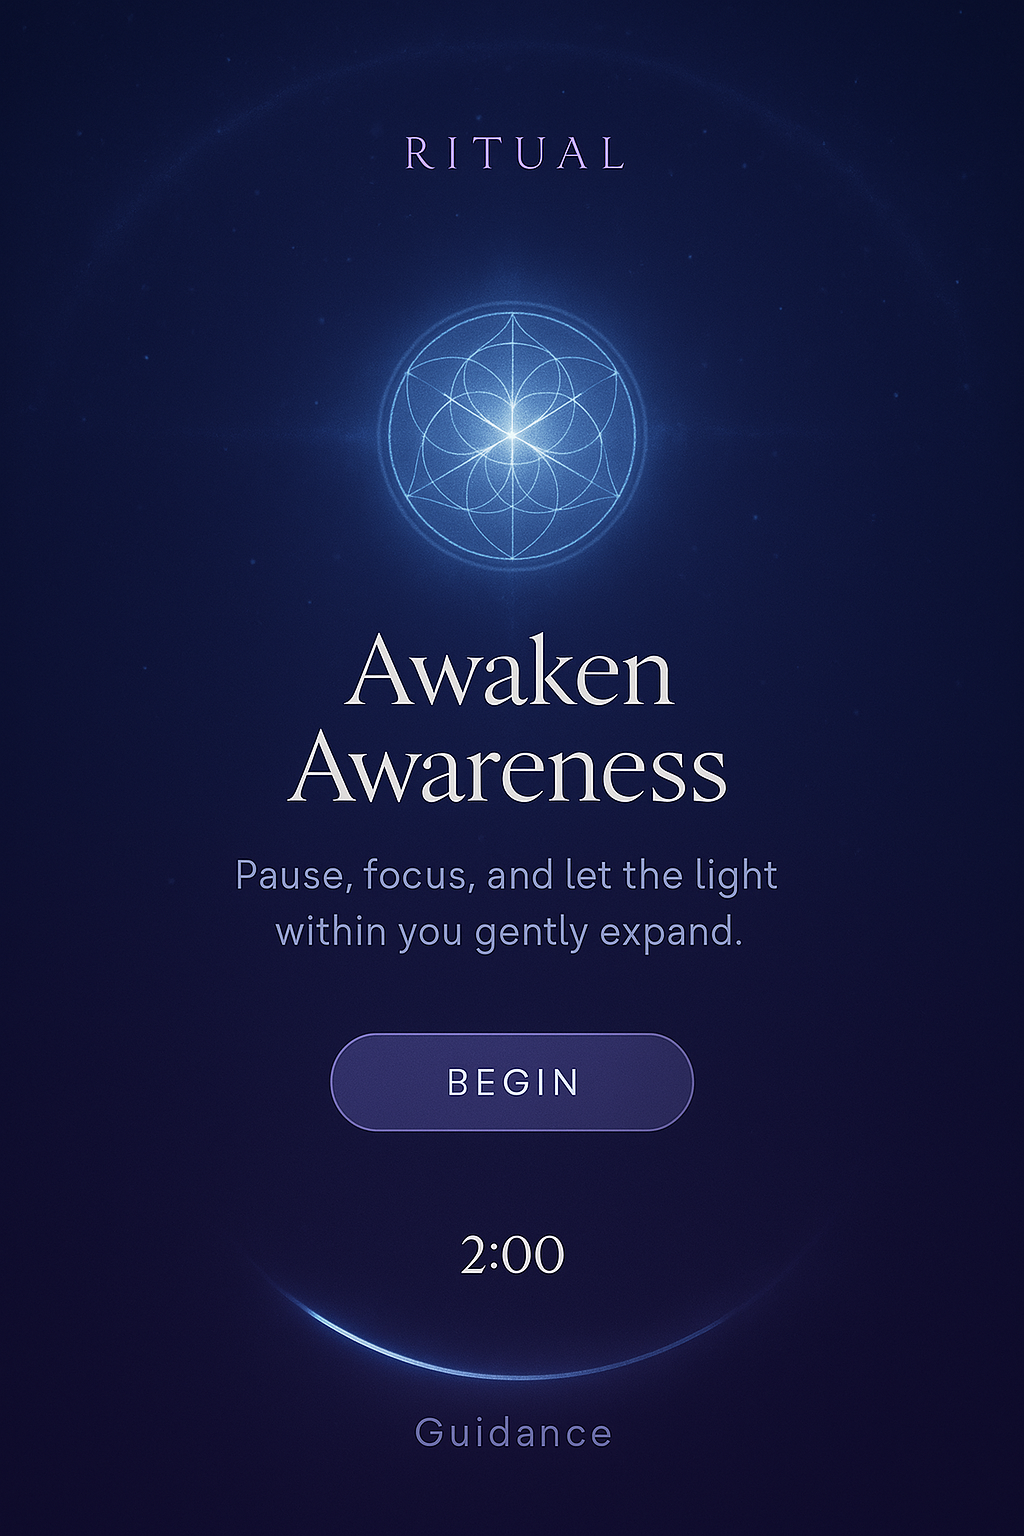 RITUAL
Awaken
Awareness
Pause, focus, and let the light
within you gently expand.
BEGIN
2:00
Guidance